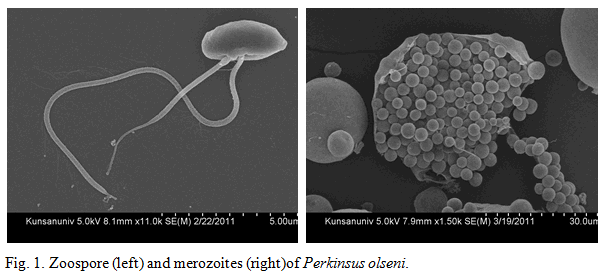 Kunsanuniv 5.0kV 8.1mm x11.0k SE(M) 2/22/2011 5.00um
Kunsanuniv 5.0kV 7.9mm x1.50k SE(M) 3/19/2011 30.0um
Fig. 1. Zoospore (left) and merozoites (right)of Perkinsus olseni.